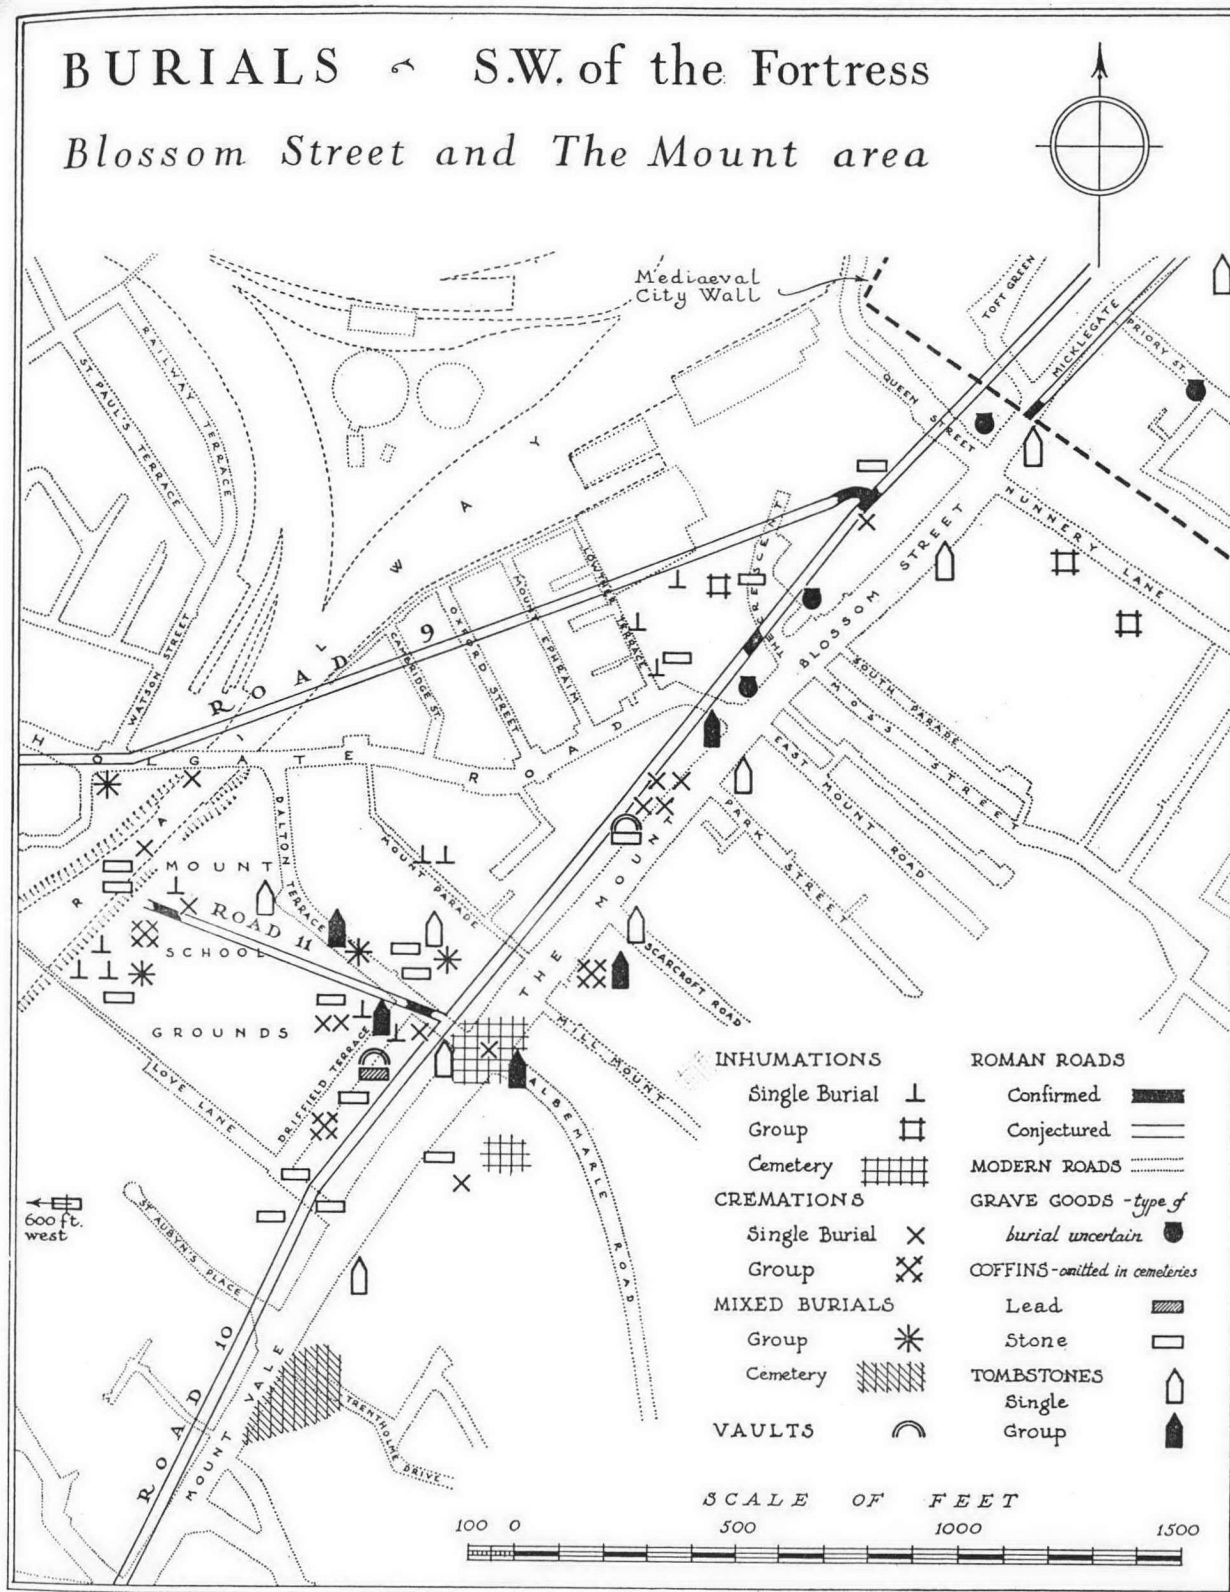 BURIALS ~ S.W. of the Fortress
Blossom Street and The Mount area
Mediaeval
City Wall
TOFT GREEN
MICKLEGATE
PRIORY ST.
QUEEN STREET
RAILWAY TERRACE
ST. PAUL'S TERRACE
RAILWAY
NUNNERY LANE
BLOSSOM STREET
THE CRESCENT
LOWTHER TERRACE
MOUNT EPHRAIM
OXFORD STREET
CAMBRIDGE S.
WATSON STREET
ROAD 9
HOLGATE ROAD
SOUTH PARADE
MOSS STREET
EAST MOUNT ROAD
PARK STREET
THE MOUNT
DALTON TERRACE
MOUNT PARADE
MOUNT
SCHOOL
GROUNDS
ROAD 11
SCARCROFT ROAD
MILL MOUNT
LOVE LANE
DRIFFIELD TERRACE
ALBEMARLE ROAD
600 ft.
west
ST AUBYN'S PLACE
ROAD 10
MOUNT VALE
TRENTHOLME DRIVE
INHUMATIONS
Single Burial
Group
Cemetery
CREMATIONS
Single Burial
Group
MIXED BURIALS
Group
Cemetery
VAULTS
ROMAN ROADS
Confirmed
Conjectured
MODERN ROADS
GRAVE GOODS - type of
burial uncertain
COFFINS - omitted in cemeteries
Lead
Stone
TOMBSTONES
Single
Group
SCALE OF FEET
100 0 500 1000 1500